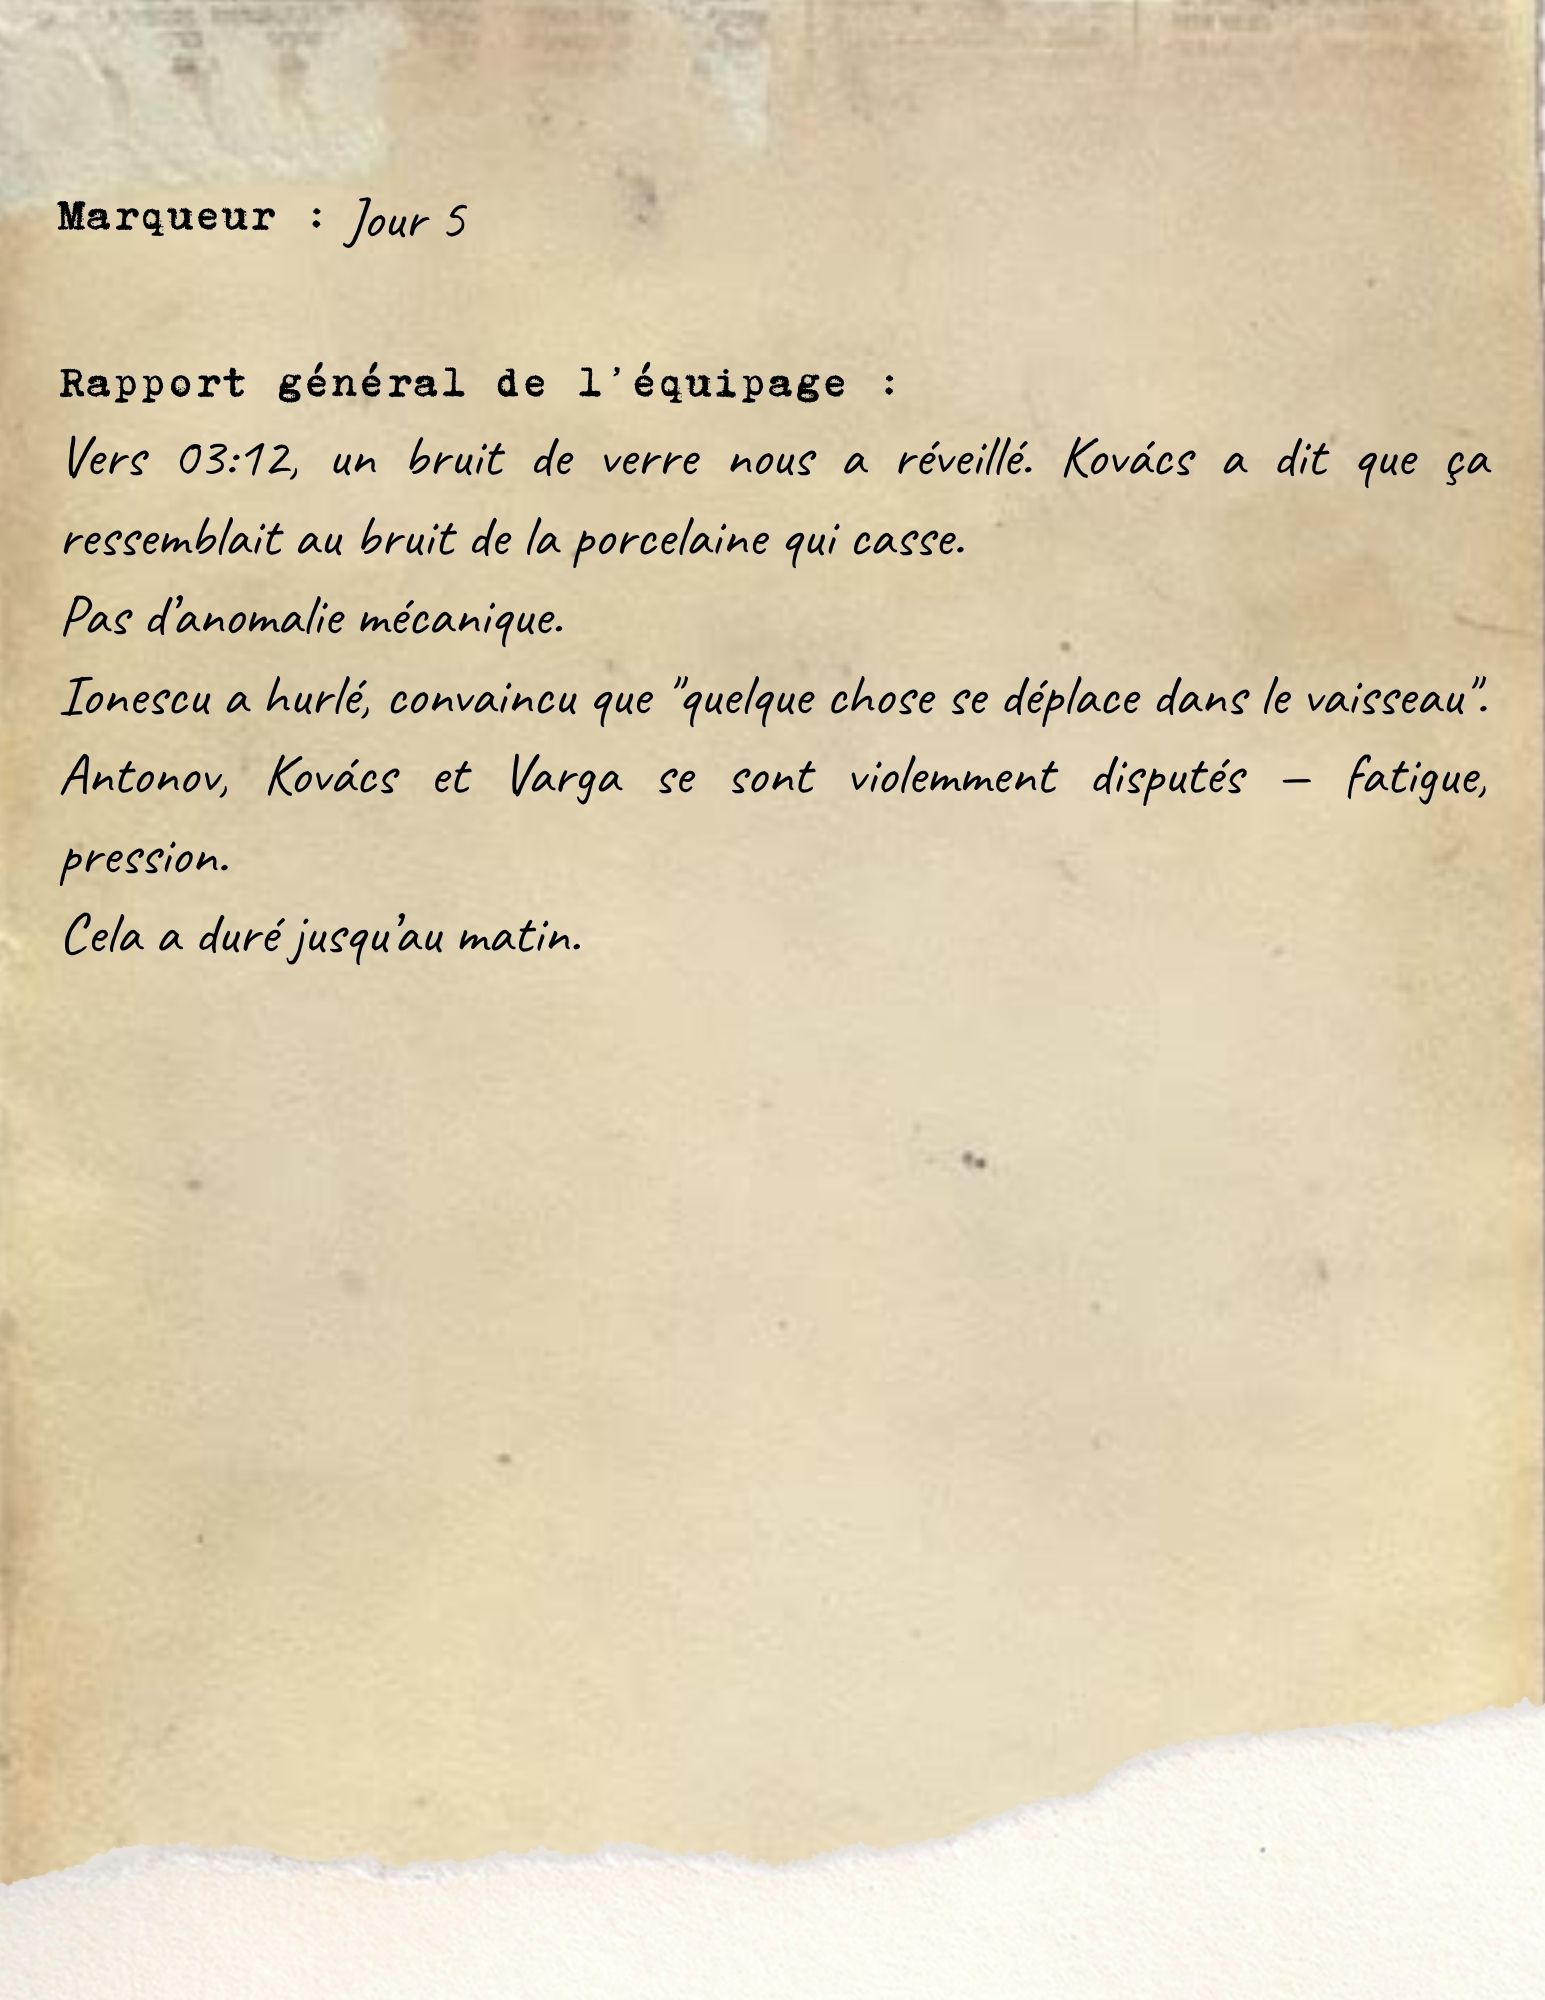 Marqueur : Jour 5
Rapport général de l'équipage :
Vers 03:12, un bruit de verre nous a réveillé. Kovács a dit que ça
ressemblait au bruit de la porcelaine qui casse.
Pas d'anomalie mécanique.
Ionescu a hurlé, convaincu que "quelque chose se déplace dans le vaisseau".
Antonov, Kovács et Varga se sont violemment disputés — fatigue,
pression.
Cela a duré jusqu'au matin.